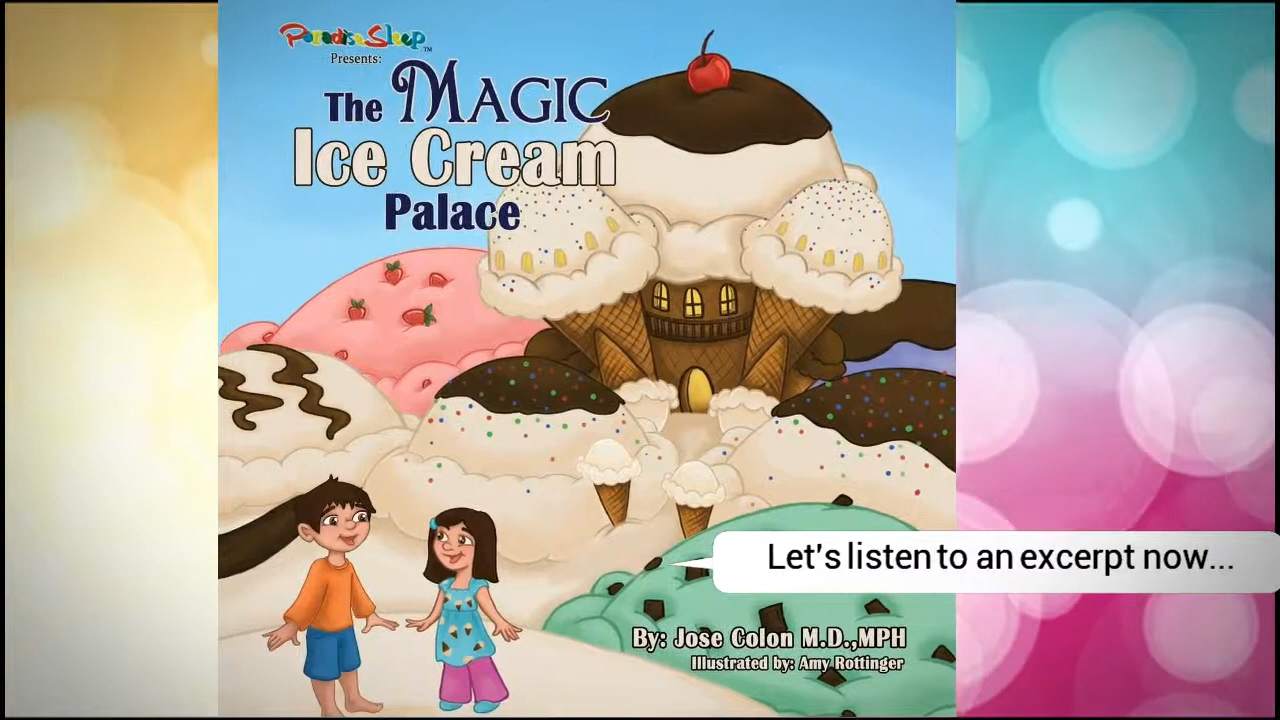 ParadiseSleep™
Presents:
The MAGIC
Ice Cream
Palace
Let's listen to an excerpt now...
By: Jose Colon M.D.,MPH
Illustrated by: Amy Rottinger